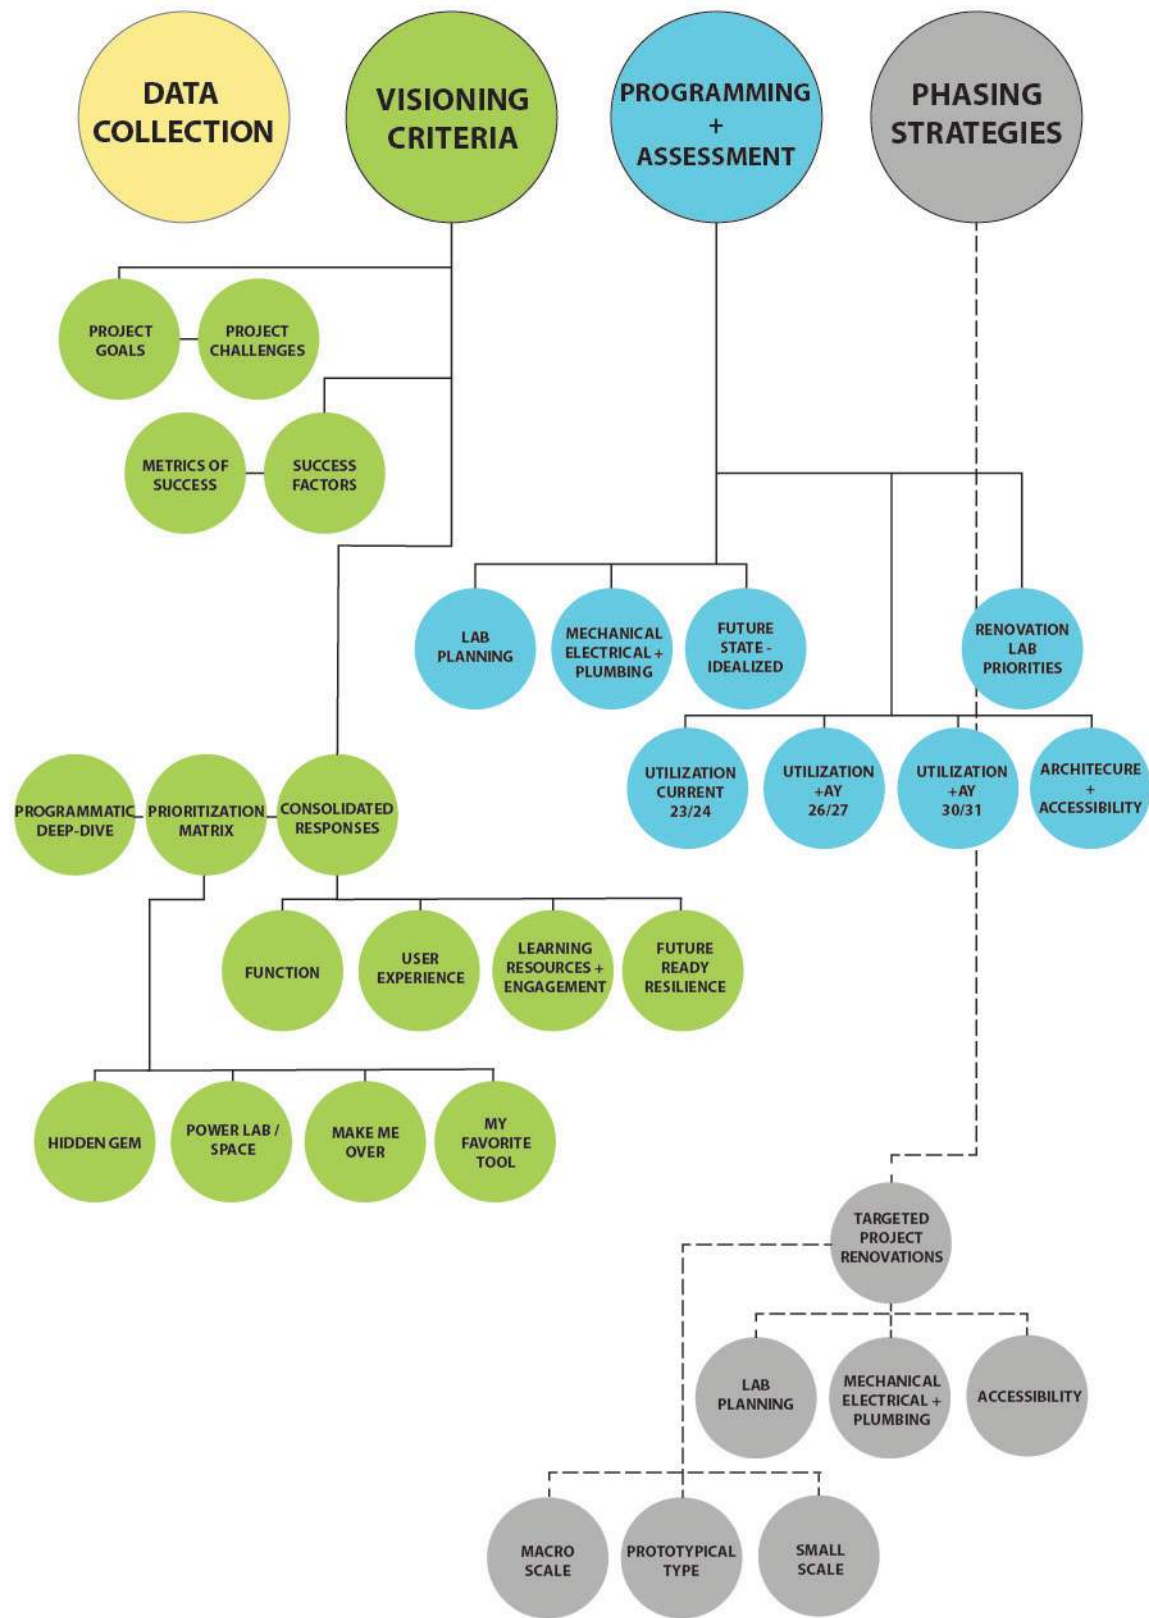 DATA
COLLECTION
VISIONING
CRITERIA
PROGRAMMING
+
ASSESSMENT
PHASING
STRATEGIES
PROJECT
GOALS
PROJECT
CHALLENGES
METRICS OF
SUCCESS
SUCCESS
FACTORS
LAB
PLANNING
MECHANICAL
ELECTRICAL +
PLUMBING
FUTURE
STATE -
IDEALIZED
RENOVATION
LAB
PRIORITIES
UTILIZATION
CURRENT
23/24
UTILIZATION
+AY
26/27
UTILIZATION
+AY
30/31
ARCHITECURE
+
ACCESSIBILITY
PROGRAMMATIC
DEEP-DIVE
PRIORITIZATION
MATRIX
CONSOLIDATED
RESPONSES
FUNCTION
USER
EXPERIENCE
LEARNING
RESOURCES +
ENGAGEMENT
FUTURE
READY
RESILIENCE
HIDDEN GEM
POWER LAB /
SPACE
MAKE ME
OVER
MY
FAVORITE
TOOL
TARGETED
PROJECT
RENOVATIONS
LAB
PLANNING
MECHANICAL
ELECTRICAL +
PLUMBING
ACCESSIBILITY
MACRO
SCALE
PROTOTYPICAL
TYPE
SMALL
SCALE